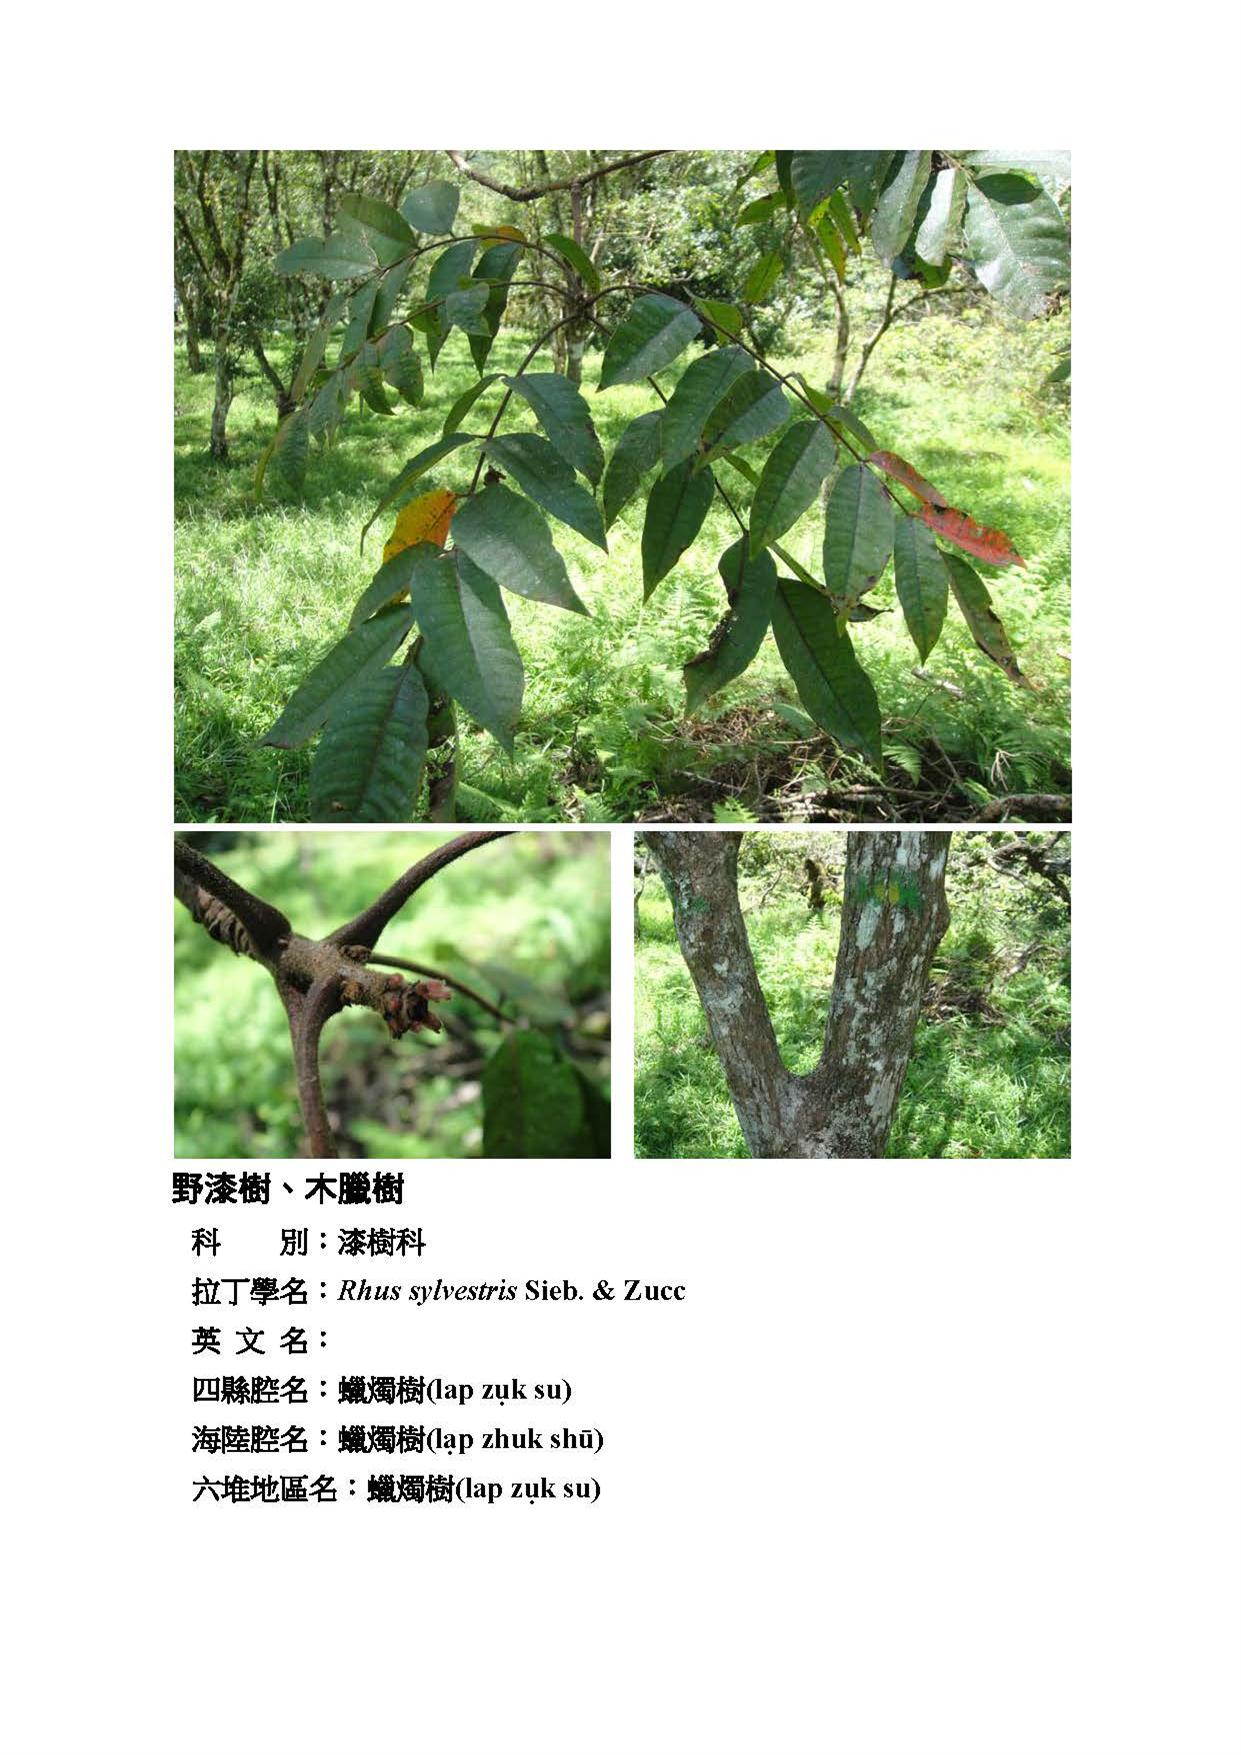 野漆樹、木臘樹
科　　別：漆樹科
拉丁學名：Rhus sylvestris Sieb. & Zucc
英 文 名：
四縣腔名：蠟燭樹(lap zụk su)
海陸腔名：蠟燭樹(lạp zhuk shū)
六堆地區名：蠟燭樹(lap zụk su)